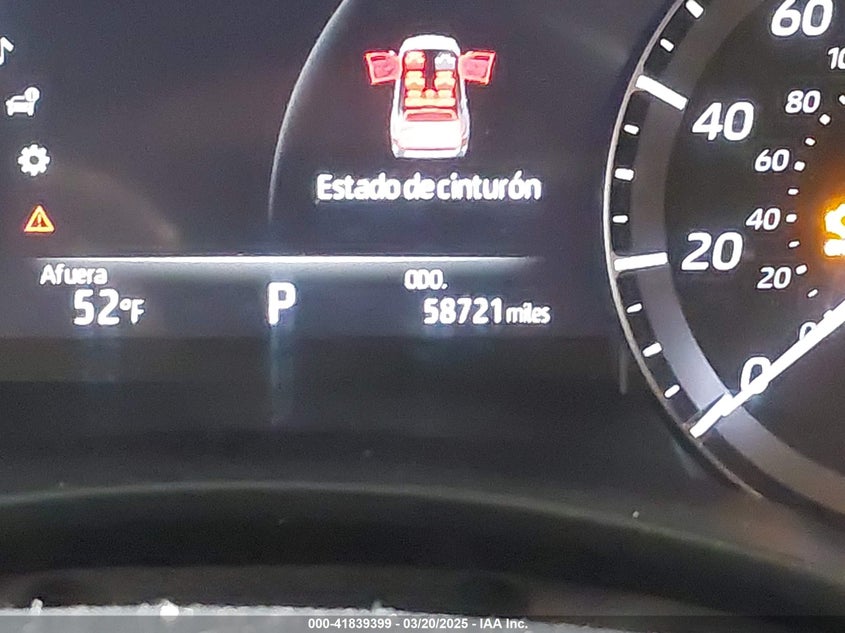 Estado de cinturón
Afuera
52°F
P
ODO.
58721 miles
60
40
20
0
80
60
40
20
000-41839399 - 03/20/2025 - IAA Inc.